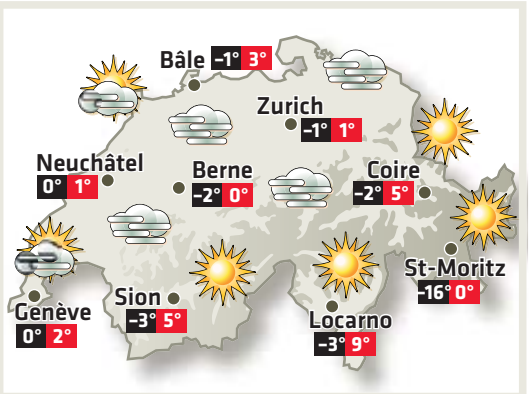 Bâle -1° 3°
Zurich
-1° 1°
Neuchâtel
0° 1°
Berne
-2° 0°
Coire
-2° 5°
St-Moritz
-16° 0°
Genève
0° 2°
Sion
-3° 5°
Locarno
-3° 9°